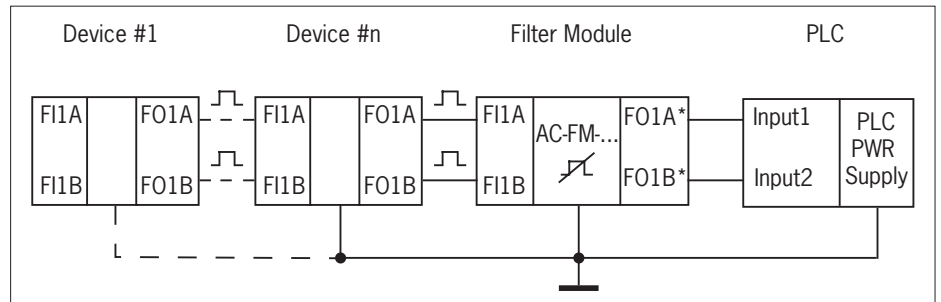 Device #1 Device #n Filter Module PLC
FI1A FO1A FI1A FO1A FI1A AC-FM-... FO1A* Input1 PLC
PWR
Supply
FI1B FO1B FI1B FO1B FI1B FO1B* Input2